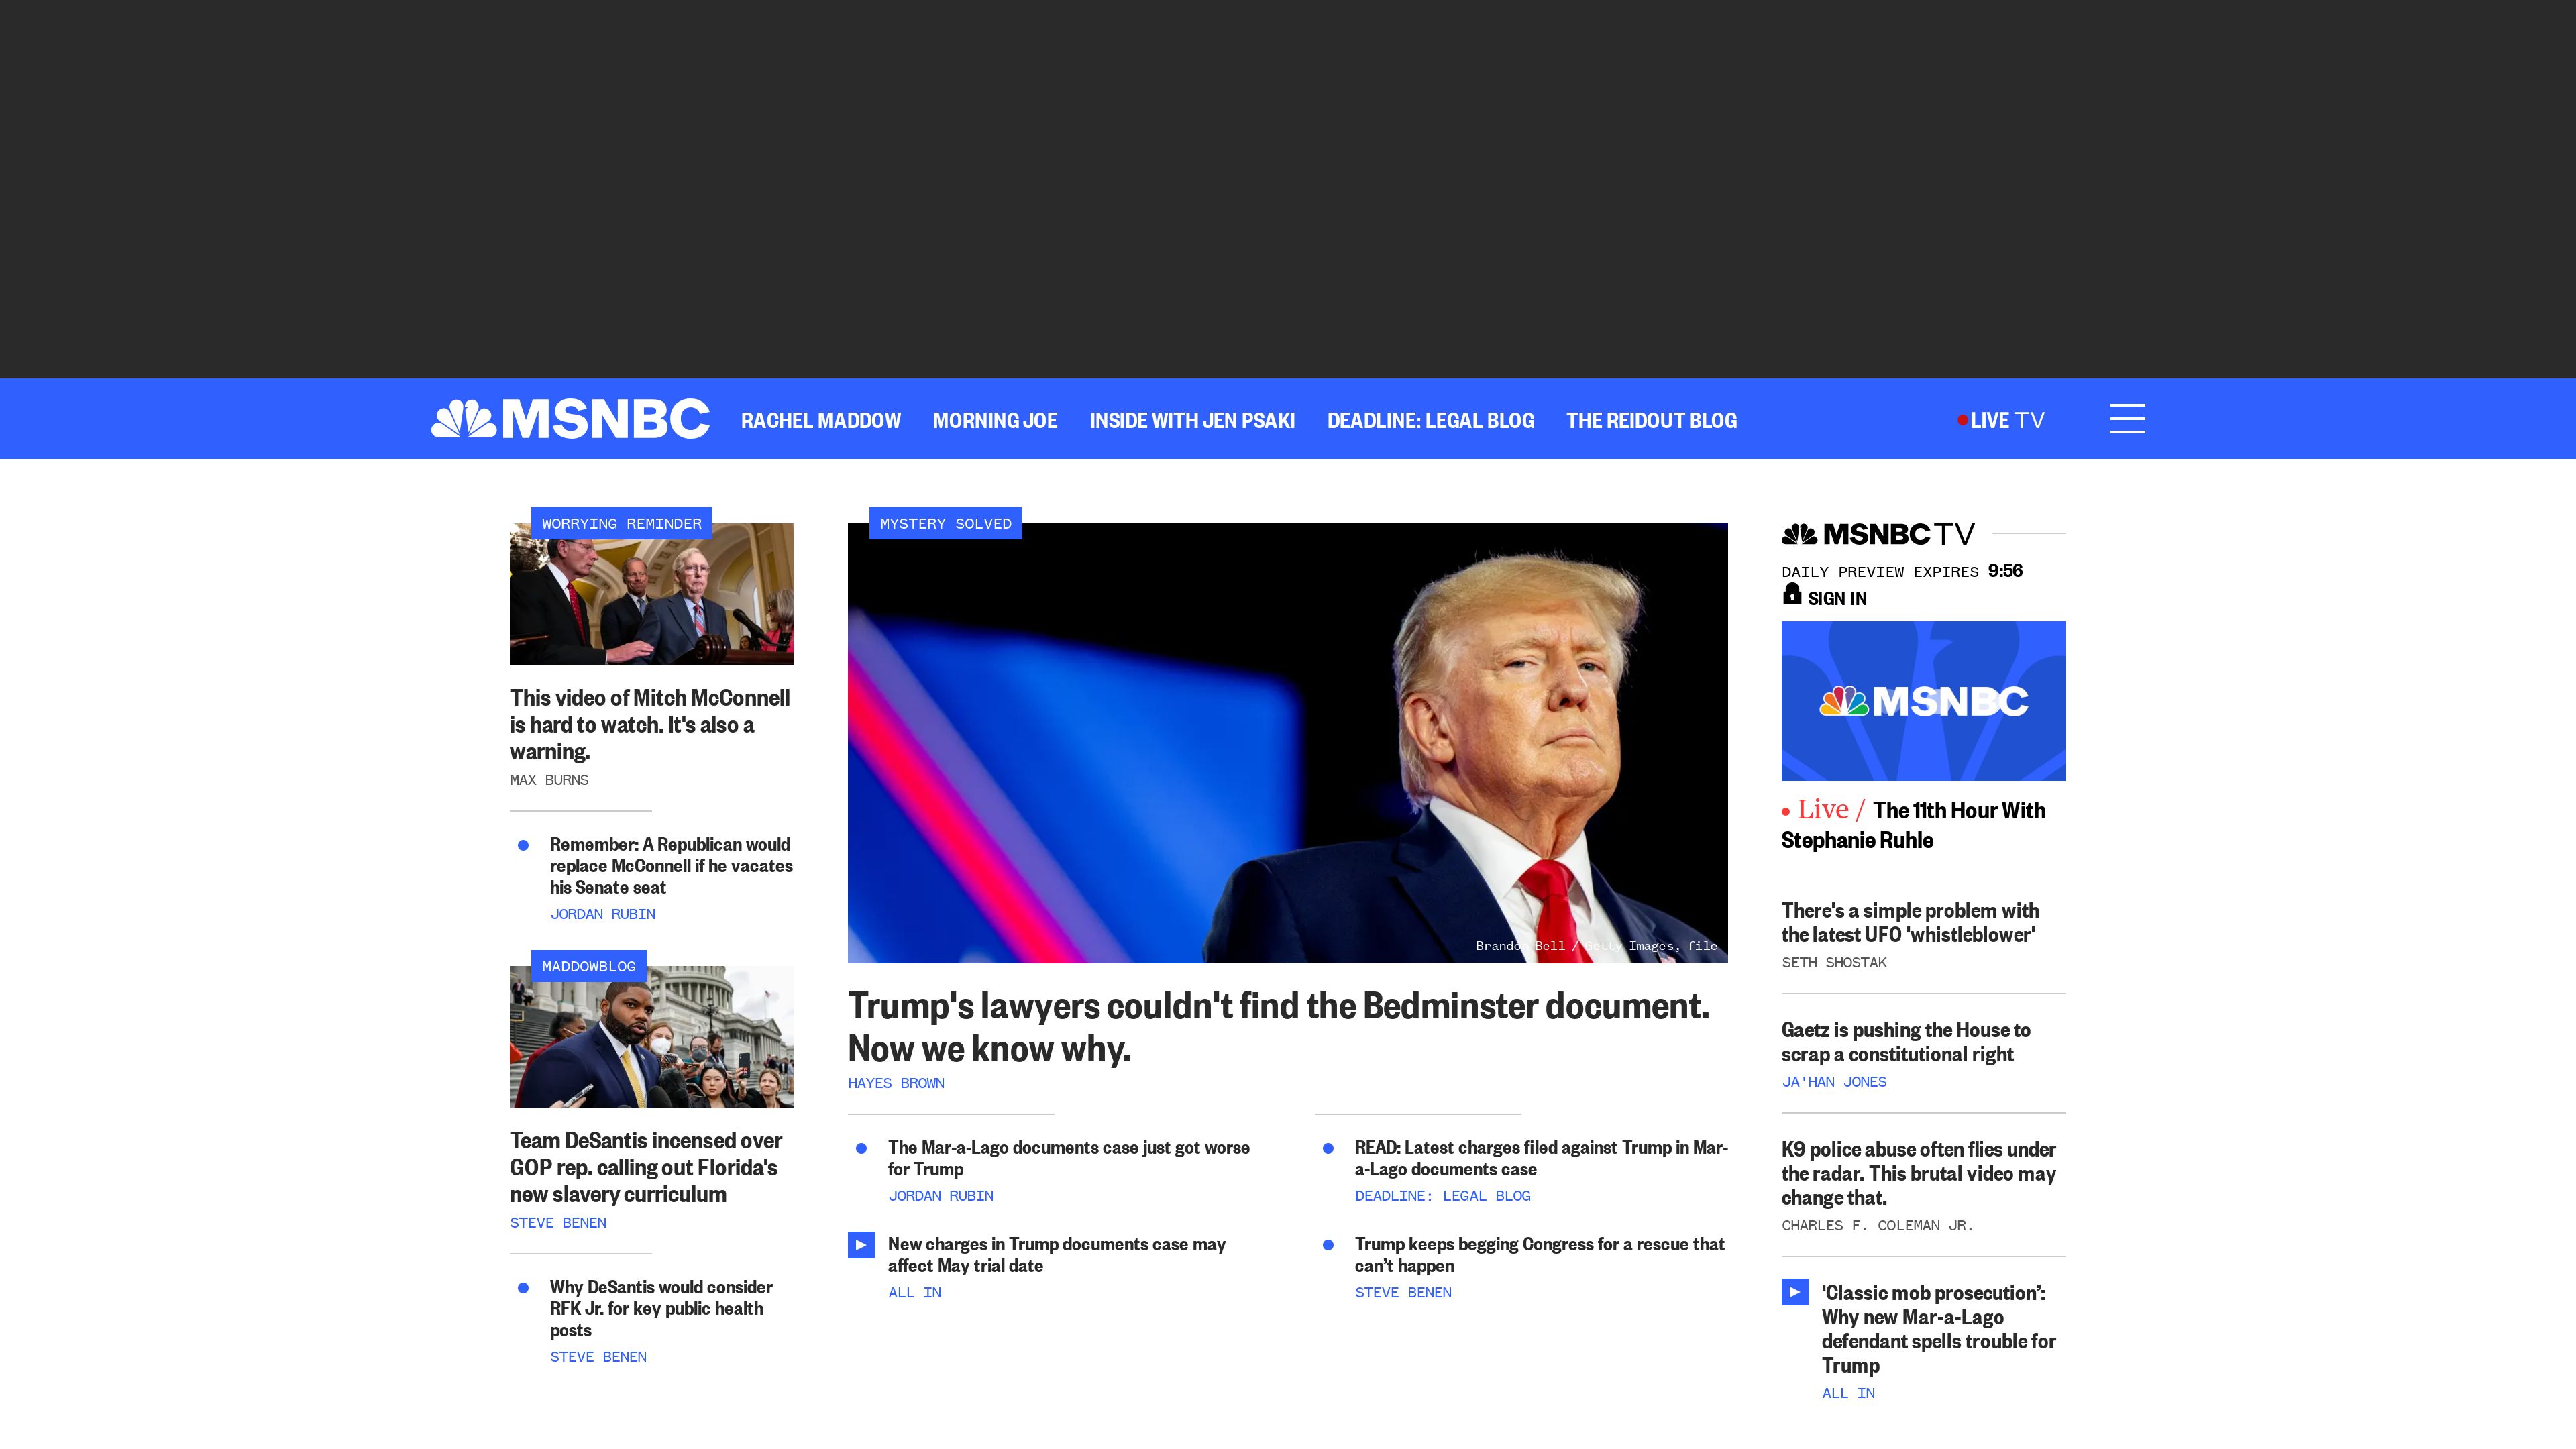 MSNBC
RACHEL MADDOW
MORNING JOE
INSIDE WITH JEN PSAKI
DEADLINE: LEGAL BLOG
THE REIDOUT BLOG
LIVE TV
WORRYING REMINDER
This video of Mitch McConnell
is hard to watch. It's also a
warning.
MAX BURNS
Remember: A Republican would
replace McConnell if he vacates
his Senate seat
JORDAN RUBIN
MADDOWBLOG
Team DeSantis incensed over
GOP rep. calling out Florida's
new slavery curriculum
STEVE BENEN
Why DeSantis would consider
RFK Jr. for key public health
posts
STEVE BENEN
MYSTERY SOLVED
Brandon Bell / Getty Images, file
Trump's lawyers couldn't find the Bedminster document.
Now we know why.
HAYES BROWN
The Mar-a-Lago documents case just got worse
for Trump
JORDAN RUBIN
New charges in Trump documents case may
affect May trial date
ALL IN
READ: Latest charges filed against Trump in Mar-
a-Lago documents case
DEADLINE: LEGAL BLOG
Trump keeps begging Congress for a rescue that
can’t happen
STEVE BENEN
MSNBC TV
DAILY PREVIEW EXPIRES 9:56
SIGN IN
MSNBC
Live / The 11th Hour With
Stephanie Ruhle
There's a simple problem with
the latest UFO 'whistleblower'
SETH SHOSTAK
Gaetz is pushing the House to
scrap a constitutional right
JA'HAN JONES
K9 police abuse often flies under
the radar. This brutal video may
change that.
CHARLES F. COLEMAN JR.
'Classic mob prosecution’:
Why new Mar-a-Lago
defendant spells trouble for
Trump
ALL IN